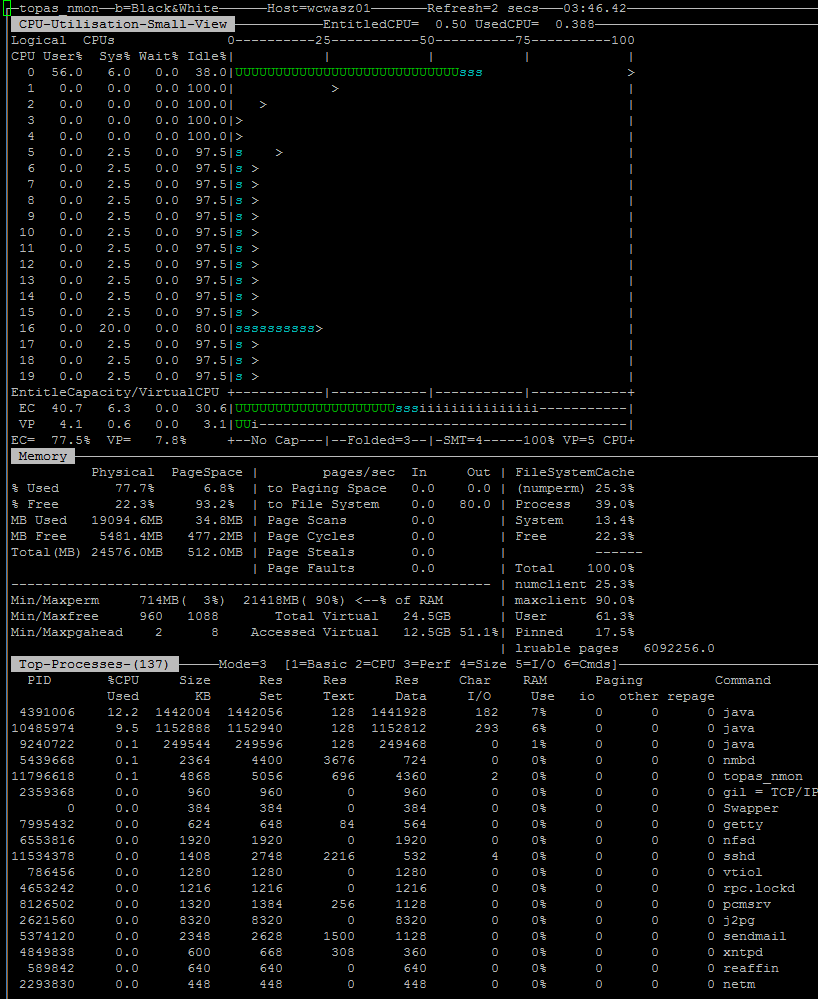 topas_nmon--b=Black&White------Host=wcwasz01-------Refresh=2 secs---03:46.42
CPU-Utilisation-Small-View EntitledCPU= 0.50 UsedCPU= 0.388
Logical CPUs 0----------25-----------50----------75----------100
CPU User% Sys% Wait% Idle%| | | | |
0 56.0 6.0 0.0 38.0|UUUUUUUUUUUUUUUUUUUUUUUUUUUUsss >
1 0.0 0.0 0.0 100.0| > |
2 0.0 0.0 0.0 100.0| > |
3 0.0 0.0 0.0 100.0|> |
4 0.0 0.0 0.0 100.0|> |
5 0.0 2.5 0.0 97.5|s > |
6 0.0 2.5 0.0 97.5|s > |
7 0.0 2.5 0.0 97.5|s > |
8 0.0 2.5 0.0 97.5|s > |
9 0.0 2.5 0.0 97.5|s > |
10 0.0 2.5 0.0 97.5|s > |
11 0.0 2.5 0.0 97.5|s > |
12 0.0 2.5 0.0 97.5|s > |
13 0.0 2.5 0.0 97.5|s > |
14 0.0 2.5 0.0 97.5|s > |
15 0.0 2.5 0.0 97.5|s > |
16 0.0 20.0 0.0 80.0|ssssssssss> |
17 0.0 2.5 0.0 97.5|s > |
18 0.0 2.5 0.0 97.5|s > |
19 0.0 2.5 0.0 97.5|s > |
EntitleCapacity/VirtualCPU +-----------|------------|-----------|------------+
EC 40.7 6.3 0.0 30.6|UUUUUUUUUUUUUUUUUUUUsssiiiiiiiiiiiiiii-----------|
VP 4.1 0.6 0.0 3.1|UUi-----------------------------------------------|
EC= 77.5% VP= 7.8% +--No Cap---|--Folded=3--|-SMT=4-----100% VP=5 CPU+
Memory
Physical PageSpace | pages/sec In Out | FileSystemCache
% Used 77.7% 6.8% | to Paging Space 0.0 0.0 | (numperm) 25.3%
% Free 22.3% 93.2% | to File System 0.0 80.0 | Process 39.0%
MB Used 19094.6MB 34.8MB | Page Scans 0.0 | System 13.4%
MB Free 5481.4MB 477.2MB | Page Cycles 0.0 | Free 22.3%
Total(MB) 24576.0MB 512.0MB | Page Steals 0.0 | ------
| Page Faults 0.0 | Total 100.0%
------------------------------------------------------------ | numclient 25.3%
Min/Maxperm 714MB( 3%) 21418MB( 90%) <--% of RAM | maxclient 90.0%
Min/Maxfree 960 1088 Total Virtual 24.5GB | User 61.3%
Min/Maxpgahead 2 8 Accessed Virtual 12.5GB 51.1%| Pinned 17.5%
| lruable pages 6092256.0
Top-Processes-(137) -----Mode=3 [1=Basic 2=CPU 3=Perf 4=Size 5=I/O 6=Cmds]
PID %CPU Size Res Res Res Char RAM Paging Command
Used KB Set Text Data I/O Use io other repage
4391006 12.2 1442004 1442056 128 1441928 182 7% 0 0 0 java
10485974 9.5 1152888 1152940 128 1152812 293 6% 0 0 0 java
9240722 0.1 249544 249596 128 249468 0 1% 0 0 0 java
5439668 0.1 2364 4400 3676 724 0 0% 0 0 0 nmbd
11796618 0.1 4868 5056 696 4360 2 0% 0 0 0 topas_nmon
2359368 0.0 960 960 0 960 0 0% 0 0 0 gil = TCP/IP
0 0.0 384 384 0 384 0 0% 0 0 0 Swapper
7995432 0.0 624 648 84 564 0 0% 0 0 0 getty
6553816 0.0 1920 1920 0 1920 0 0% 0 0 0 nfsd
11534378 0.0 1408 2748 2216 532 4 0% 0 0 0 sshd
786456 0.0 1280 1280 0 1280 0 0% 0 0 0 vtiol
4653242 0.0 1216 1216 0 1216 0 0% 0 0 0 rpc.lockd
8126502 0.0 1320 1384 256 1128 0 0% 0 0 0 pcmsrv
2621560 0.0 8320 8320 0 8320 0 0% 0 0 0 j2pg
5374120 0.0 2348 2628 1500 1128 0 0% 0 0 0 sendmail
4849838 0.0 600 668 308 360 0 0% 0 0 0 xntpd
589842 0.0 640 640 0 640 0 0% 0 0 0 reaffin
2293830 0.0 448 448 0 448 0 0% 0 0 0 netm